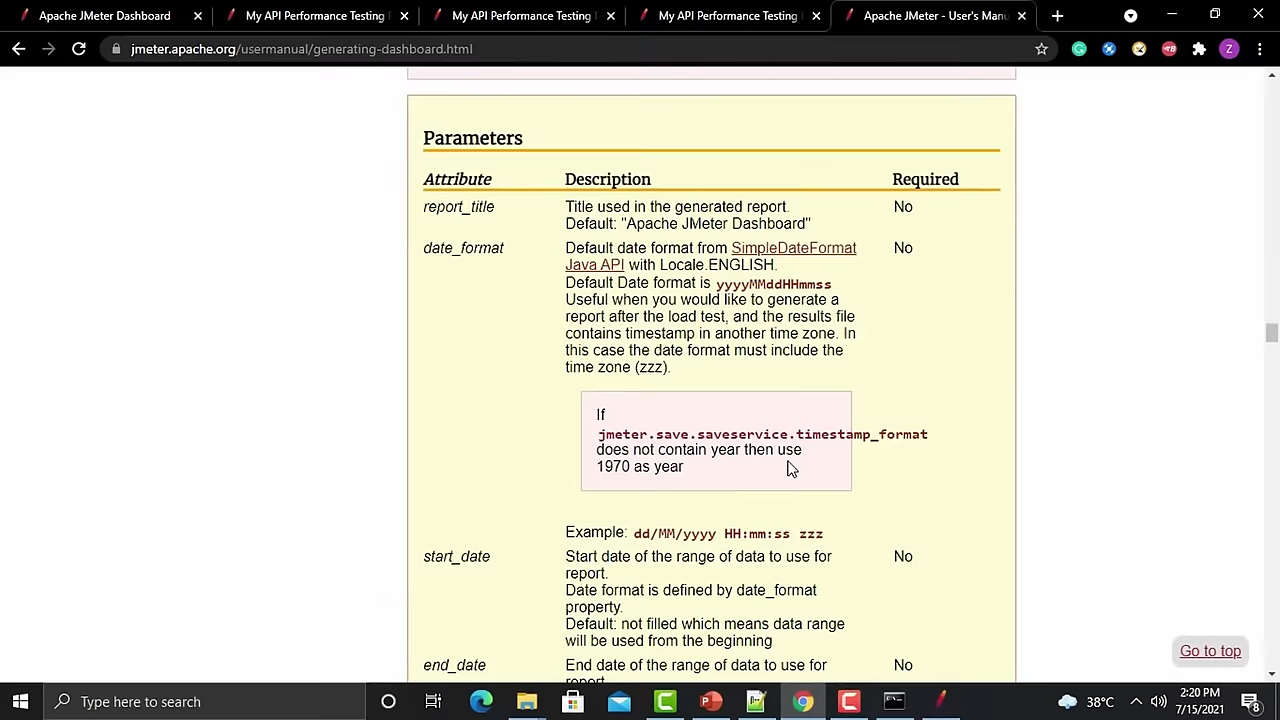 Apache JMeter Dashboard
My API Performance Testing
My API Performance Testing
My API Performance Testing
Apache JMeter - User's Manu
jmeter.apache.org/usermanual/generating-dashboard.html
Parameters
Attribute Description Required
report_title Title used in the generated report. No
Default: "Apache JMeter Dashboard"
date_format Default date format from SimpleDateFormat No
Java API with Locale.ENGLISH.
Default Date format is yyyyMMddHHmmss
Useful when you would like to generate a
report after the load test, and the results file
contains timestamp in another time zone. In
this case the date format must include the
time zone (zzz).
If
jmeter.save.saveservice.timestamp_format
does not contain year then use
1970 as year
Example: dd/MM/yyyy HH:mm:ss zzz
start_date Start date of the range of data to use for No
report.
Date format is defined by date_format
property.
Default: not filled which means data range
will be used from the beginning
end_date End date of the range of data to use for No
report.
Go to top
Type here to search
38°C
2:20 PM
7/15/2021
8
Z